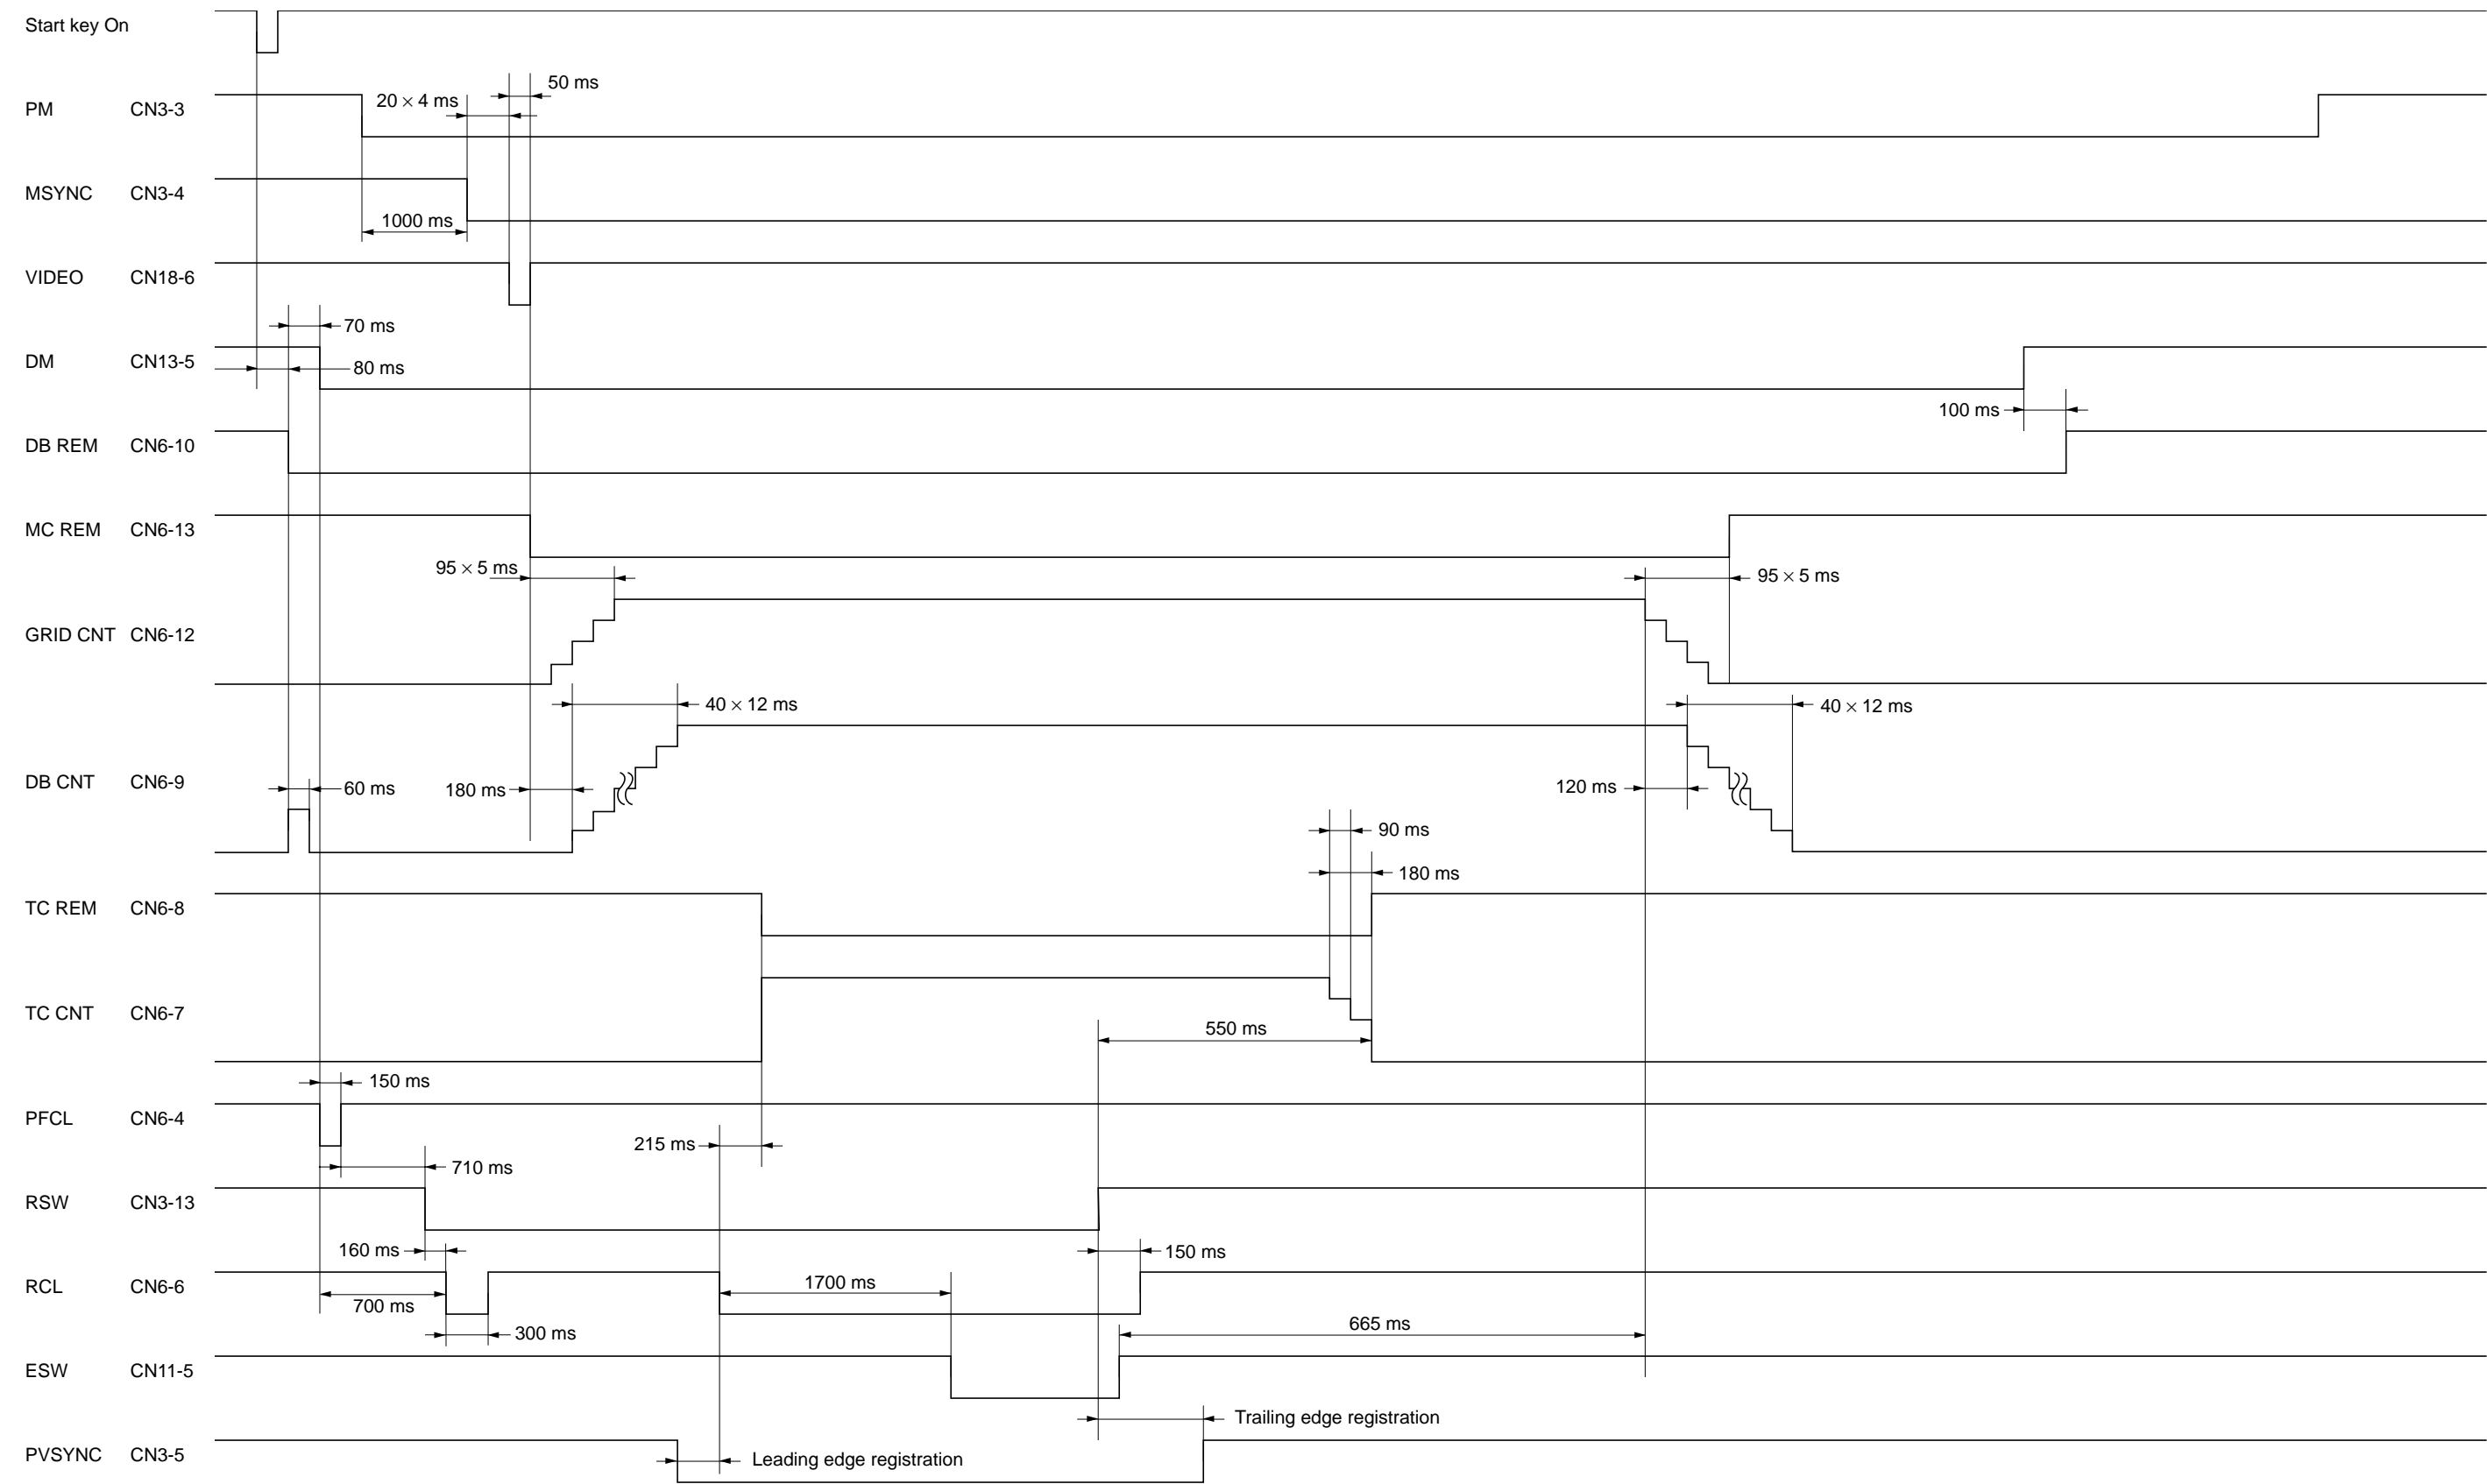 Start key On
50 ms
20 × 4 ms
PM CN3-3
MSYNC CN3-4
1000 ms
VIDEO CN18-6
70 ms
DM CN13-5
80 ms
100 ms
DB REM CN6-10
MC REM CN6-13
95 × 5 ms
95 × 5 ms
GRID CNT CN6-12
40 × 12 ms
40 × 12 ms
DB CNT CN6-9
60 ms
180 ms
120 ms
90 ms
180 ms
TC REM CN6-8
TC CNT CN6-7
550 ms
150 ms
PFCL CN6-4
215 ms
710 ms
RSW CN3-13
160 ms
150 ms
RCL CN6-6
1700 ms
700 ms
300 ms
665 ms
ESW CN11-5
Trailing edge registration
PVSYNC CN3-5
Leading edge registration